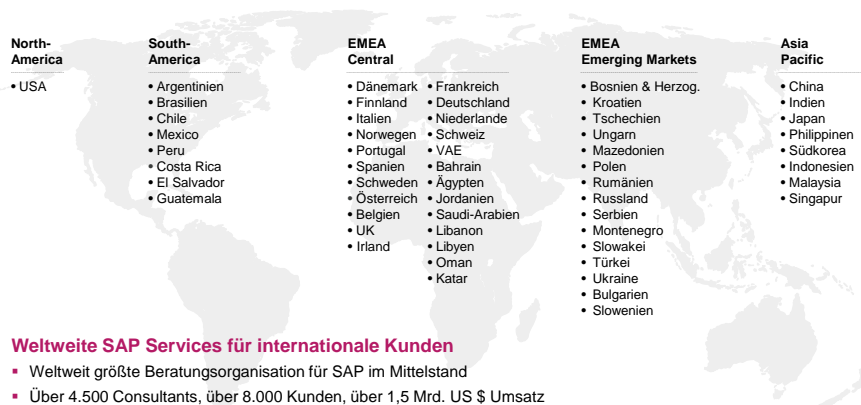 North-
America
• USA
South-
America
• Argentinien
• Brasilien
• Chile
• Mexico
• Peru
• Costa Rica
• El Salvador
• Guatemala
EMEA
Central
• Dänemark
• Finnland
• Italien
• Norwegen
• Portugal
• Spanien
• Schweden
• Österreich
• Belgien
• UK
• Irland
• Frankreich
• Deutschland
• Niederlande
• Schweiz
• VAE
• Bahrain
• Ägypten
• Jordanien
• Saudi-Arabien
• Libanon
• Libyen
• Oman
• Katar
EMEA
Emerging Markets
• Bosnien & Herzog.
• Kroatien
• Tschechien
• Ungarn
• Mazedonien
• Polen
• Rumänien
• Russland
• Serbien
• Montenegro
• Slowakei
• Türkei
• Ukraine
• Bulgarien
• Slowenien
Asia
Pacific
• China
• Indien
• Japan
• Philippinen
• Südkorea
• Indonesien
• Malaysia
• Singapur
Weltweite SAP Services für internationale Kunden
▪ Weltweit größte Beratungsorganisation für SAP im Mittelstand
▪ Über 4.500 Consultants, über 8.000 Kunden, über 1,5 Mrd. US $ Umsatz